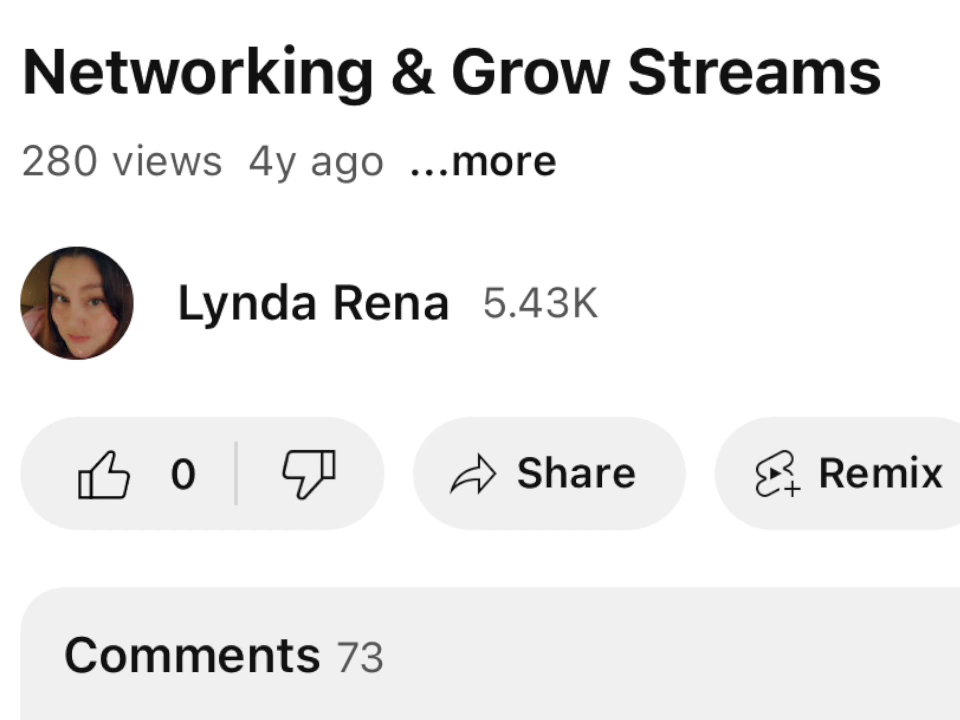 Networking & Grow Streams
280 views 4y ago ...more
Lynda Rena 5.43K
0 Share Remix
Comments 73